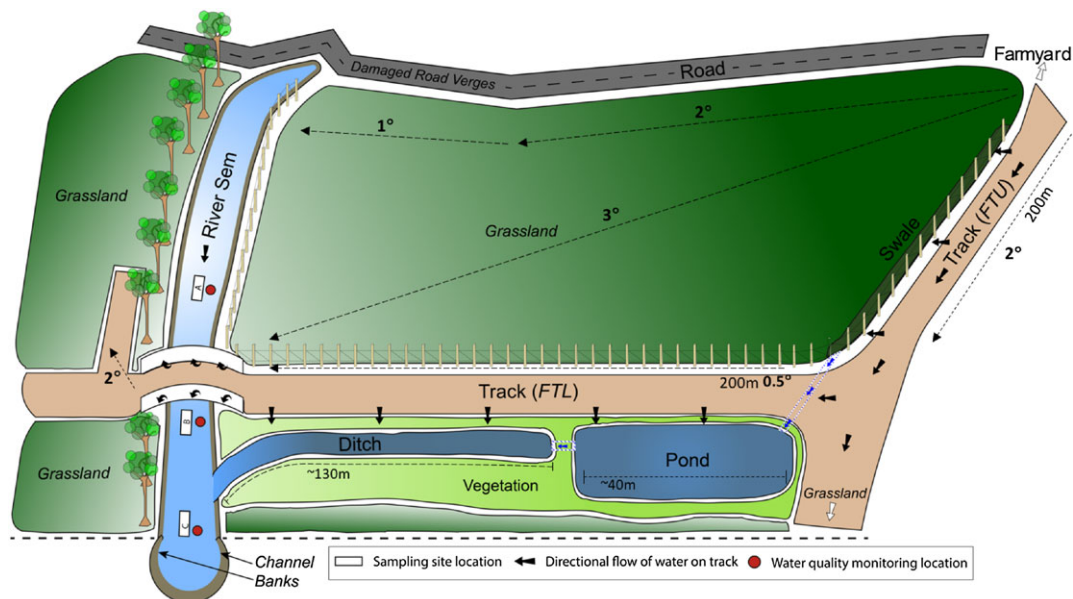 Farmyard
Damaged Road Verges
Road
1°
2°
Grassland
River Sem
3°
Grassland
Swale
Track (FTU)
200m
2°
A
2°
200m 0.5°
Track (FTL)
B
Ditch
~130m
Pond
~40m
Vegetation
Grassland
Grassland
C
Channel
Banks
Sampling site location
Directional flow of water on track
Water quality monitoring location